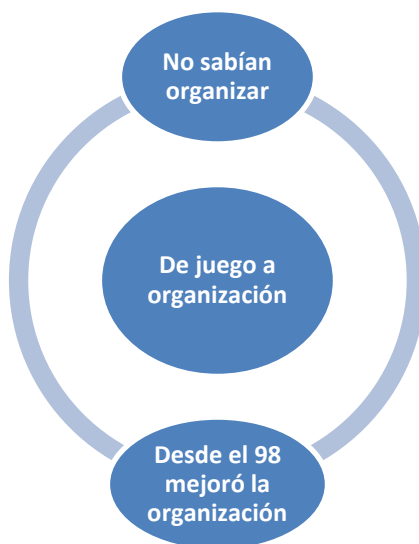 No sabían
organizar
De juego a
organización
Desde el 98
mejoró la
organización